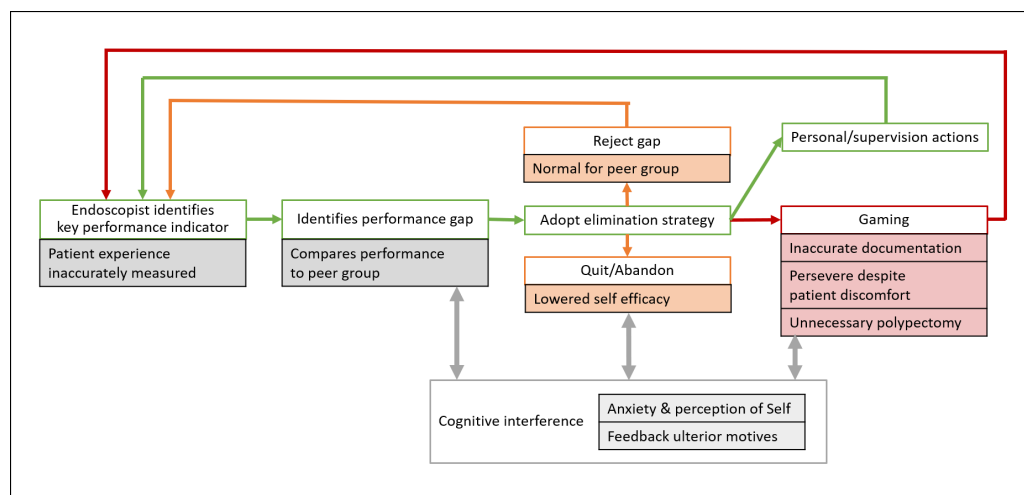 Reject gap
Normal for peer group
Personal/supervision actions
Endoscopist identifies
key performance indicator
Patient experience
inaccurately measured
Identifies performance gap
Compares performance
to peer group
Adopt elimination strategy
Quit/Abandon
Lowered self efficacy
Gaming
Inaccurate documentation
Persevere despite
patient discomfort
Unnecessary polypectomy
Cognitive interference
Anxiety & perception of Self
Feedback ulterior motives